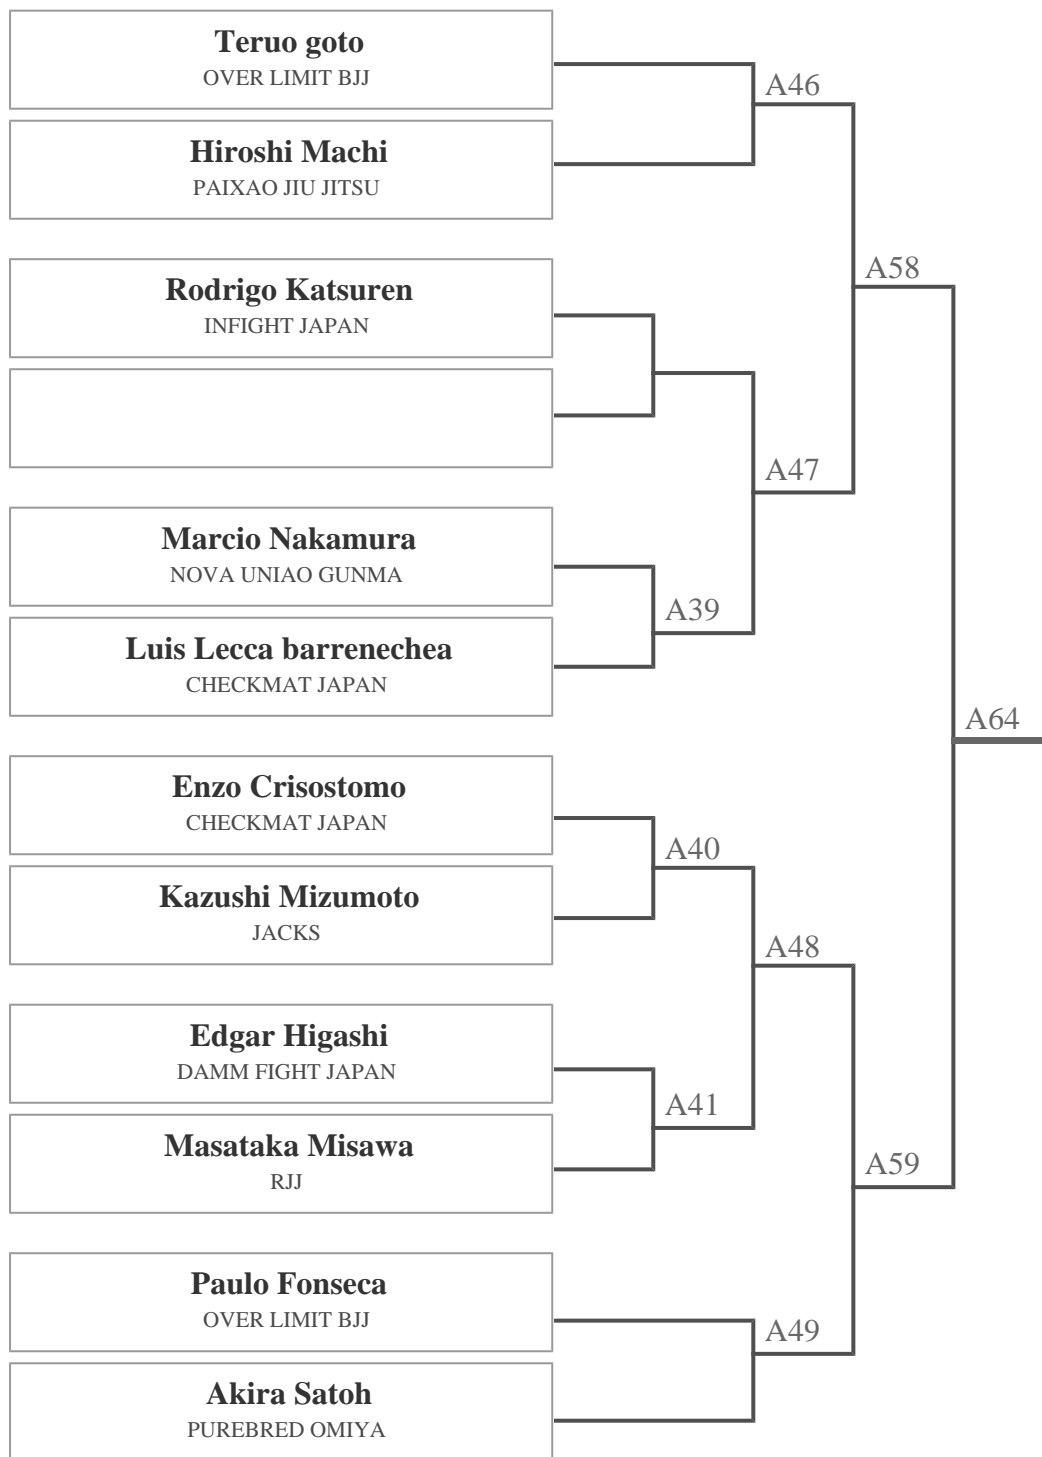 Teruo goto
OVER LIMIT BJJ
A46
Hiroshi Machi
PAIXAO JIU JITSU
A58
Rodrigo Katsuren
INFIGHT JAPAN
A47
Marcio Nakamura
NOVA UNIAO GUNMA
A39
Luis Lecca barrenechea
CHECKMAT JAPAN
A64
Enzo Crisostomo
CHECKMAT JAPAN
A40
Kazushi Mizumoto
JACKS
A48
Edgar Higashi
DAMM FIGHT JAPAN
A41
Masataka Misawa
RJJ
A59
Paulo Fonseca
OVER LIMIT BJJ
A49
Akira Satoh
PUREBRED OMIYA